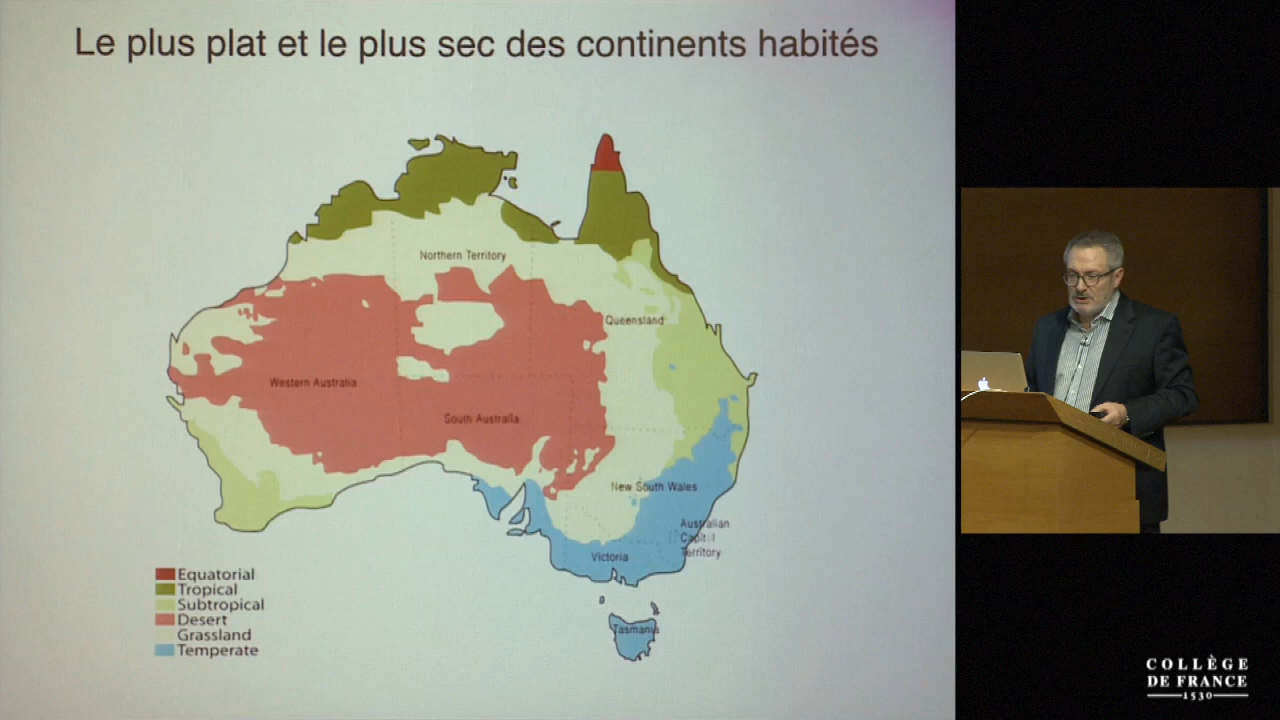 Le plus plat et le plus sec des continents habités
Northern Territory
Queensland
Western Australia
South Australia
New South Wales
Australian
Capital
Territory
Victoria
Tasmania
Equatorial
Tropical
Subtropical
Desert
Grassland
Temperate
COLLÈGE
DE FRANCE
1530